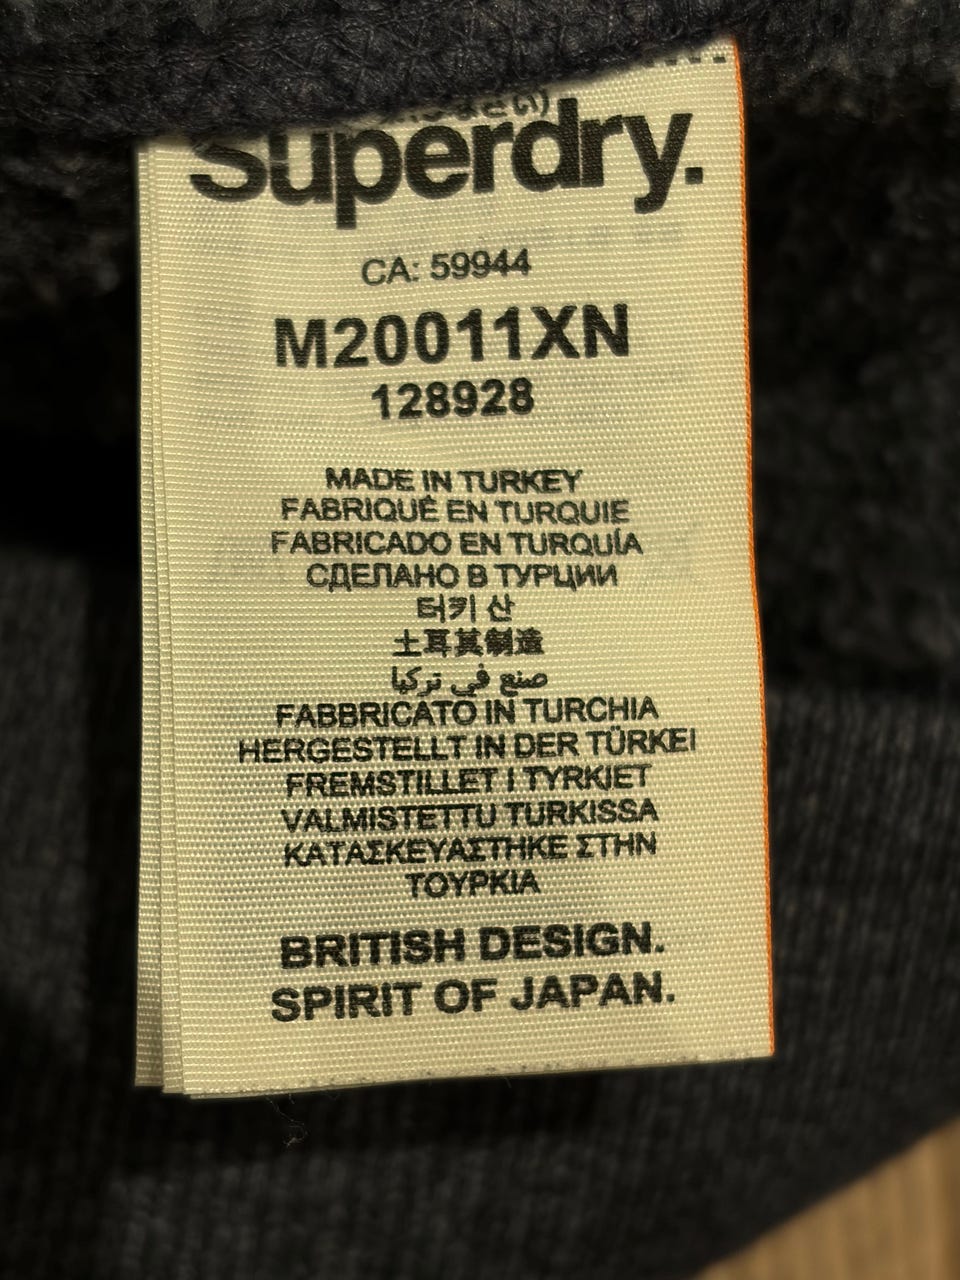 Superdry.
CA: 59944
M20011XN
128928
MADE IN TURKEY
FABRIQUÉ EN TURQUIE
FABRICADO EN TURQUÍA
СДЕЛАНО В ТУРЦИИ
터키 산
土耳其制造
صنع في تركيا
FABBRICATO IN TURCHIA
HERGESTELLT IN DER TÜRKEI
FREMSTILLET I TYRKIET
VALMISTETTU TURKISSA
ΚΑΤΑΣΚΕΥΑΣΤΗΚΕ ΣΤΗΝ
ΤΟΥΡΚΙΑ
BRITISH DESIGN.
SPIRIT OF JAPAN.